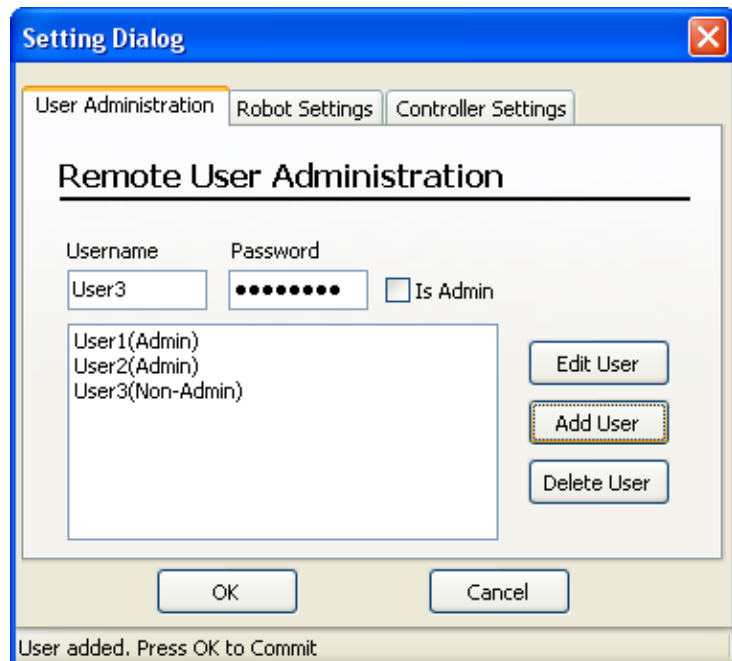 Setting Dialog
User Administration Robot Settings Controller Settings
Remote User Administration
Username Password
User3 ●●●●●●●● Is Admin
User1(Admin)
User2(Admin)
User3(Non-Admin)
Edit User
Add User
Delete User
OK Cancel
User added. Press OK to Commit